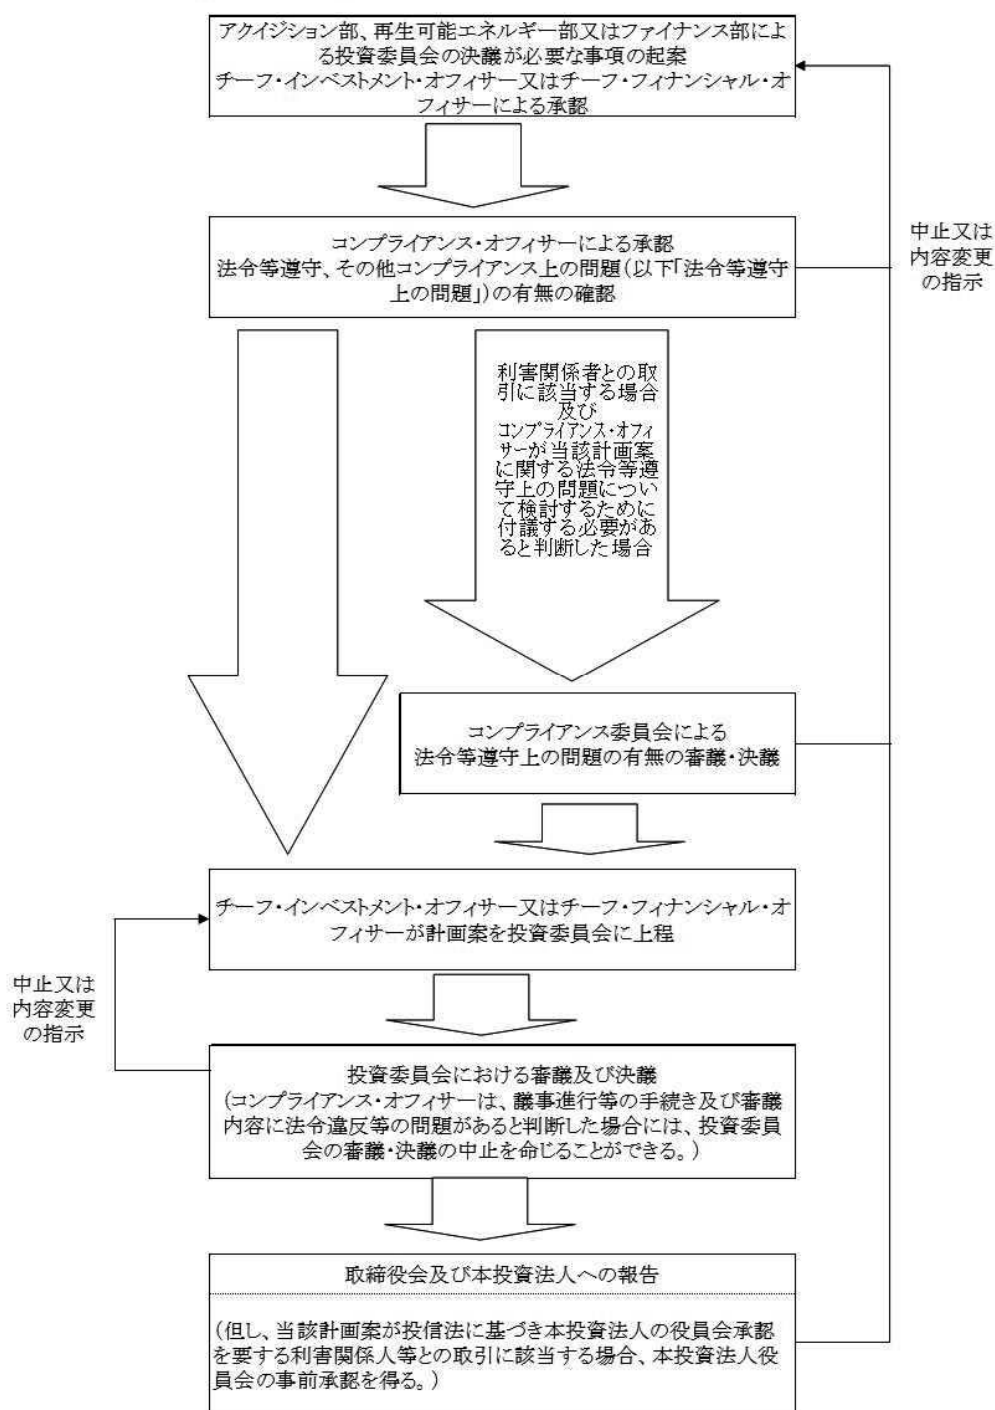 アクイジション部、再生可能エネルギー部又はファイナンス部によ
る投資委員会の決議が必要な事項の起案
チーフ・インベストメント・オフィサー又はチーフ・フィナンシャル・オ
フィサーによる承認
コンプライアンス・オフィサーによる承認
法令等遵守、その他コンプライアンス上の問題(以下「法令等遵守
上の問題」)の有無の確認
中止又は
内容変更
の指示
利害関係者との取
引に該当する場合
及び
コンプライアンス・オフィ
サーが当該計画案
に関する法令等遵
守上の問題につい
て検討するために
付議する必要があ
ると判断した場合
コンプライアンス委員会による
法令等遵守上の問題の有無の審議・決議
チーフ・インベストメント・オフィサー又はチーフ・フィナンシャル・オ
フィサーが計画案を投資委員会に上程
中止又は
内容変更
の指示
投資委員会における審議及び決議
(コンプライアンス・オフィサーは、議事進行等の手続き及び審議
内容に法令違反等の問題があると判断した場合には、投資委員
会の審議・決議の中止を命じることができる。)
取締役会及び本投資法人への報告
(但し、当該計画案が投信法に基づき本投資法人の役員会承認
を要する利害関係人等との取引に該当する場合、本投資法人役
員会の事前承認を得る。)